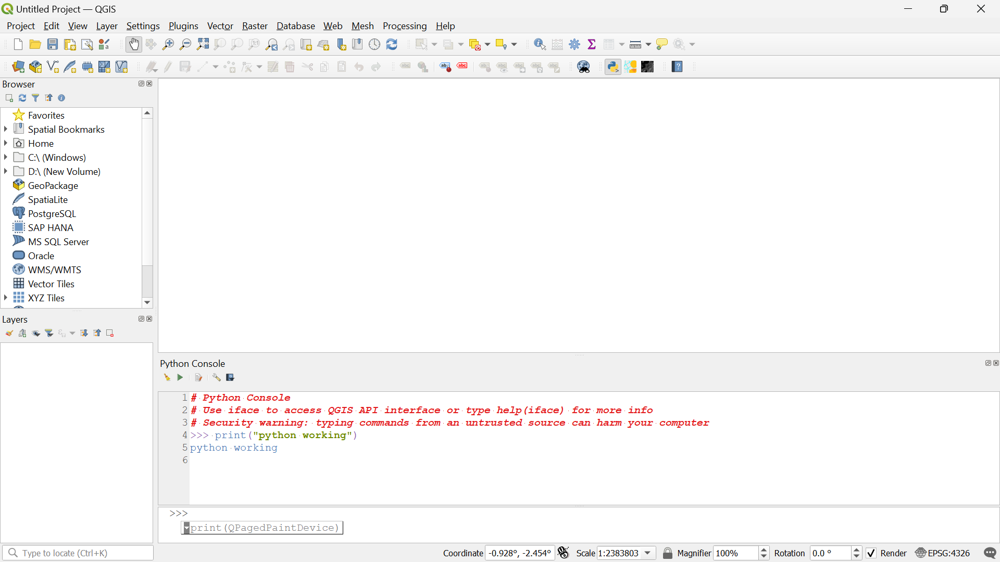 Untitled Project — QGIS
Project Edit View Layer Settings Plugins Vector Raster Database Web Mesh Processing Help
Browser
Favorites
Spatial Bookmarks
Home
C:\ (Windows)
D:\ (New Volume)
GeoPackage
SpatiaLite
PostgreSQL
SAP HANA
MS SQL Server
Oracle
WMS/WMTS
Vector Tiles
XYZ Tiles
Layers
Python Console
1 # Python Console
2 # Use iface to access QGIS API interface or type help(iface) for more info
3 # Security warning: typing commands from an untrusted source can harm your computer
4 >>> print("python working")
5 python working
6
>>>
print(QPagedPaintDevice)
Type to locate (Ctrl+K)
Coordinate -0.928°, -2.454° Scale 1:2383803 Magnifier 100% Rotation 0.0 ° Render EPSG:4326